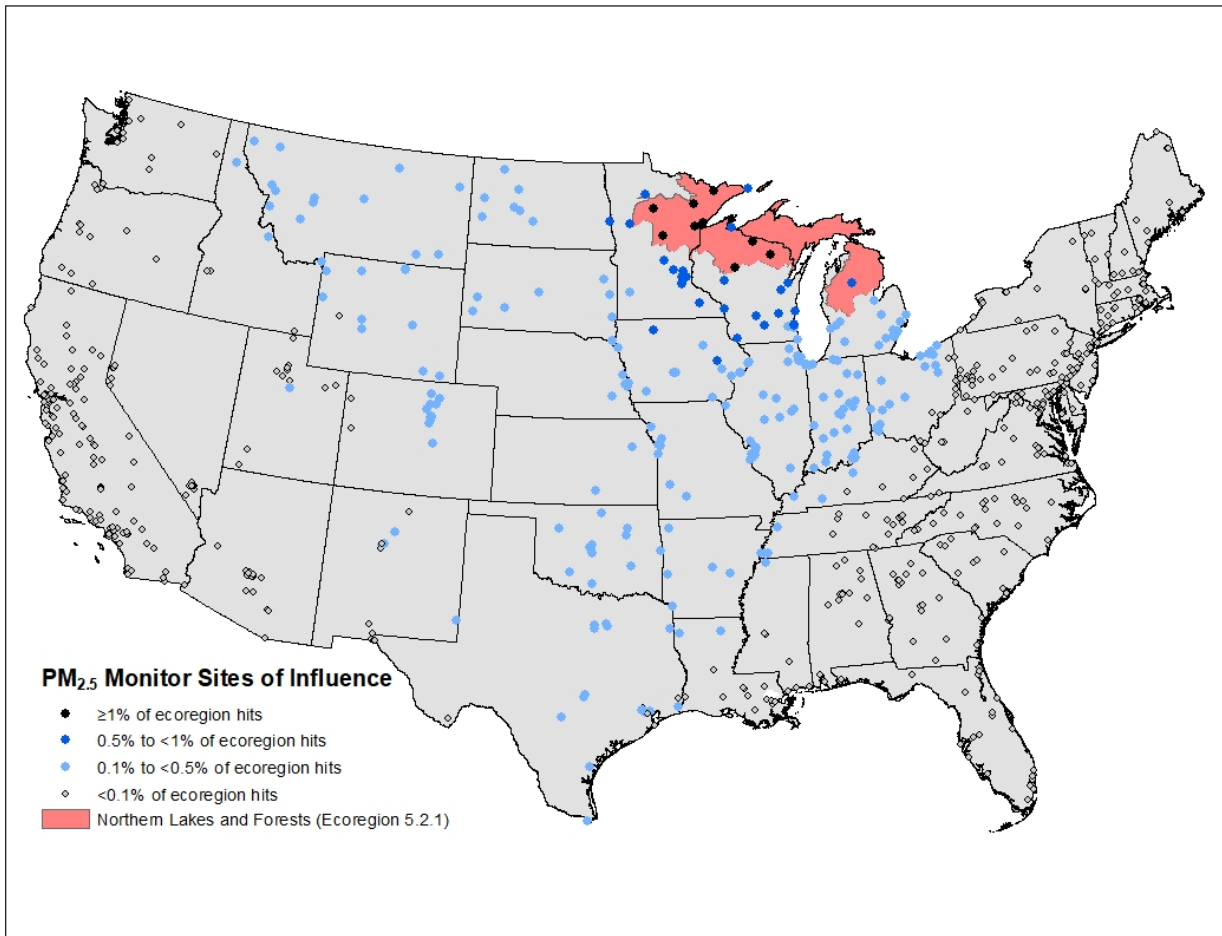 PM2.5 Monitor Sites of Influence
≥1% of ecoregion hits
0.5% to <1% of ecoregion hits
0.1% to <0.5% of ecoregion hits
<0.1% of ecoregion hits
Northern Lakes and Forests (Ecoregion 5.2.1)